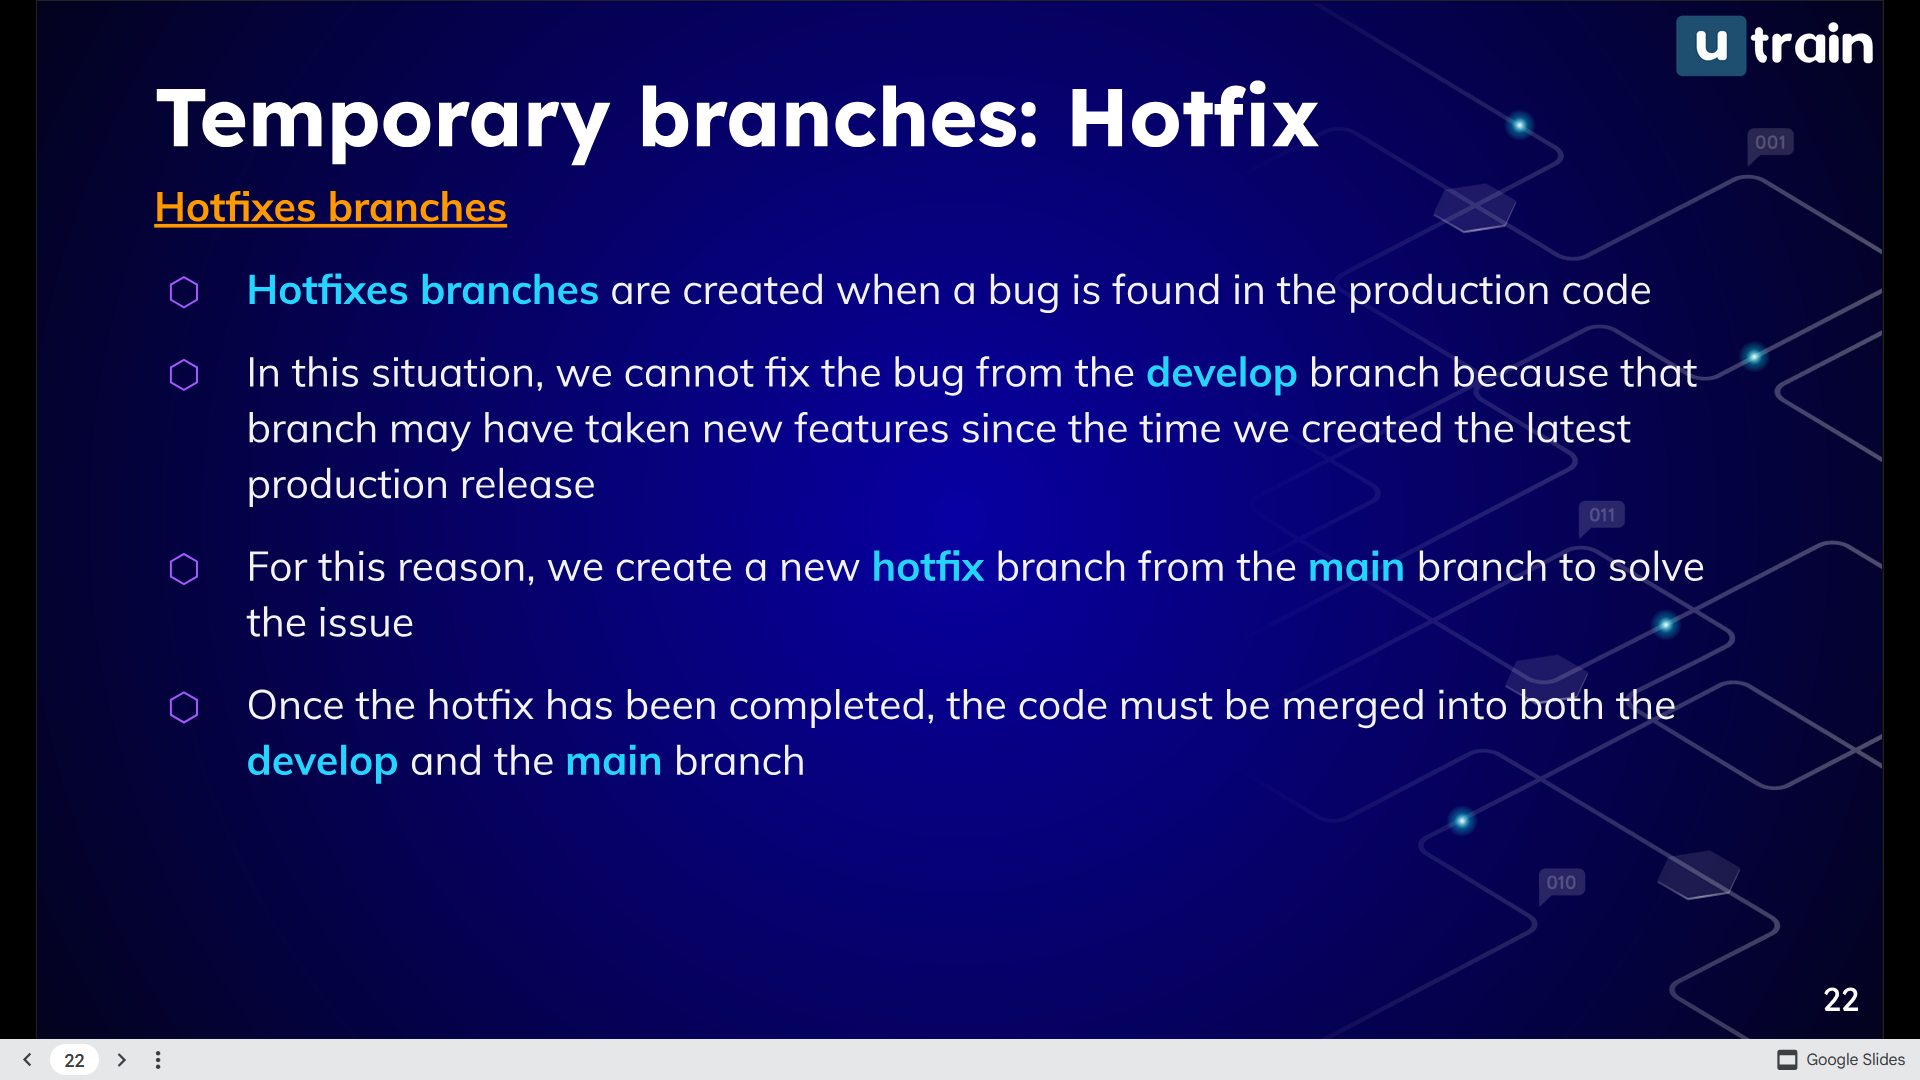 u train
Temporary branches: Hotfix
001
Hotfixes branches
Hotfixes branches are created when a bug is found in the production code
In this situation, we cannot fix the bug from the develop branch because that
branch may have taken new features since the time we created the latest
production release
011
For this reason, we create a new hotfix branch from the main branch to solve
the issue
Once the hotfix has been completed, the code must be merged into both the
develop and the main branch
010
22
22
Google Slides